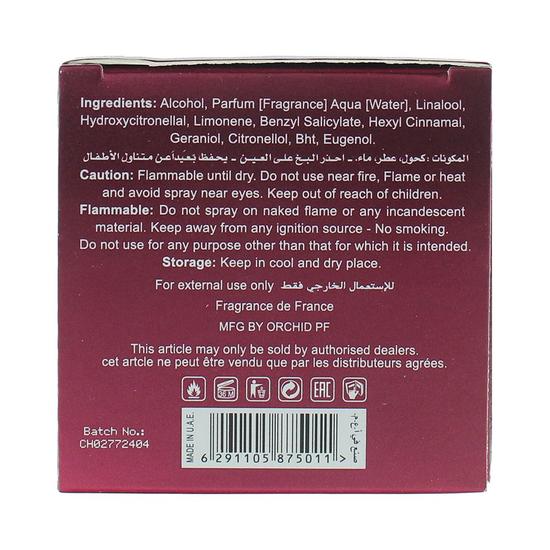 Ingredients: Alcohol, Parfum [Fragrance] Aqua [Water], Linalool,
Hydroxycitronellal, Limonene, Benzyl Salicylate, Hexyl Cinnamal,
Geraniol, Citronellol, Bht, Eugenol.
المكونات : كحول، عطر، ماء. - احذر البخ على العين - يحفظ بعيداً عن متناول الأطفال
Caution: Flammable until dry. Do not use near fire, Flame or heat
and avoid spray near eyes. Keep out of reach of children.
Flammable: Do not spray on naked flame or any incandescent
material. Keep away from any ignition source - No smoking.
Do not use for any purpose other than that for which it is intended.
Storage: Keep in cool and dry place.
For external use only للإستعمال الخارجي فقط
Fragrance de France
MFG BY ORCHID PF
This article may only be sold by authorised dealers.
cet artcle ne peut être vendu que par les distributeurs agrées.
36 M
EAC
Batch No.:
CH02772404
MADE IN U.A.E.
6 291105 875011 >
صنع في أ.ع.م.